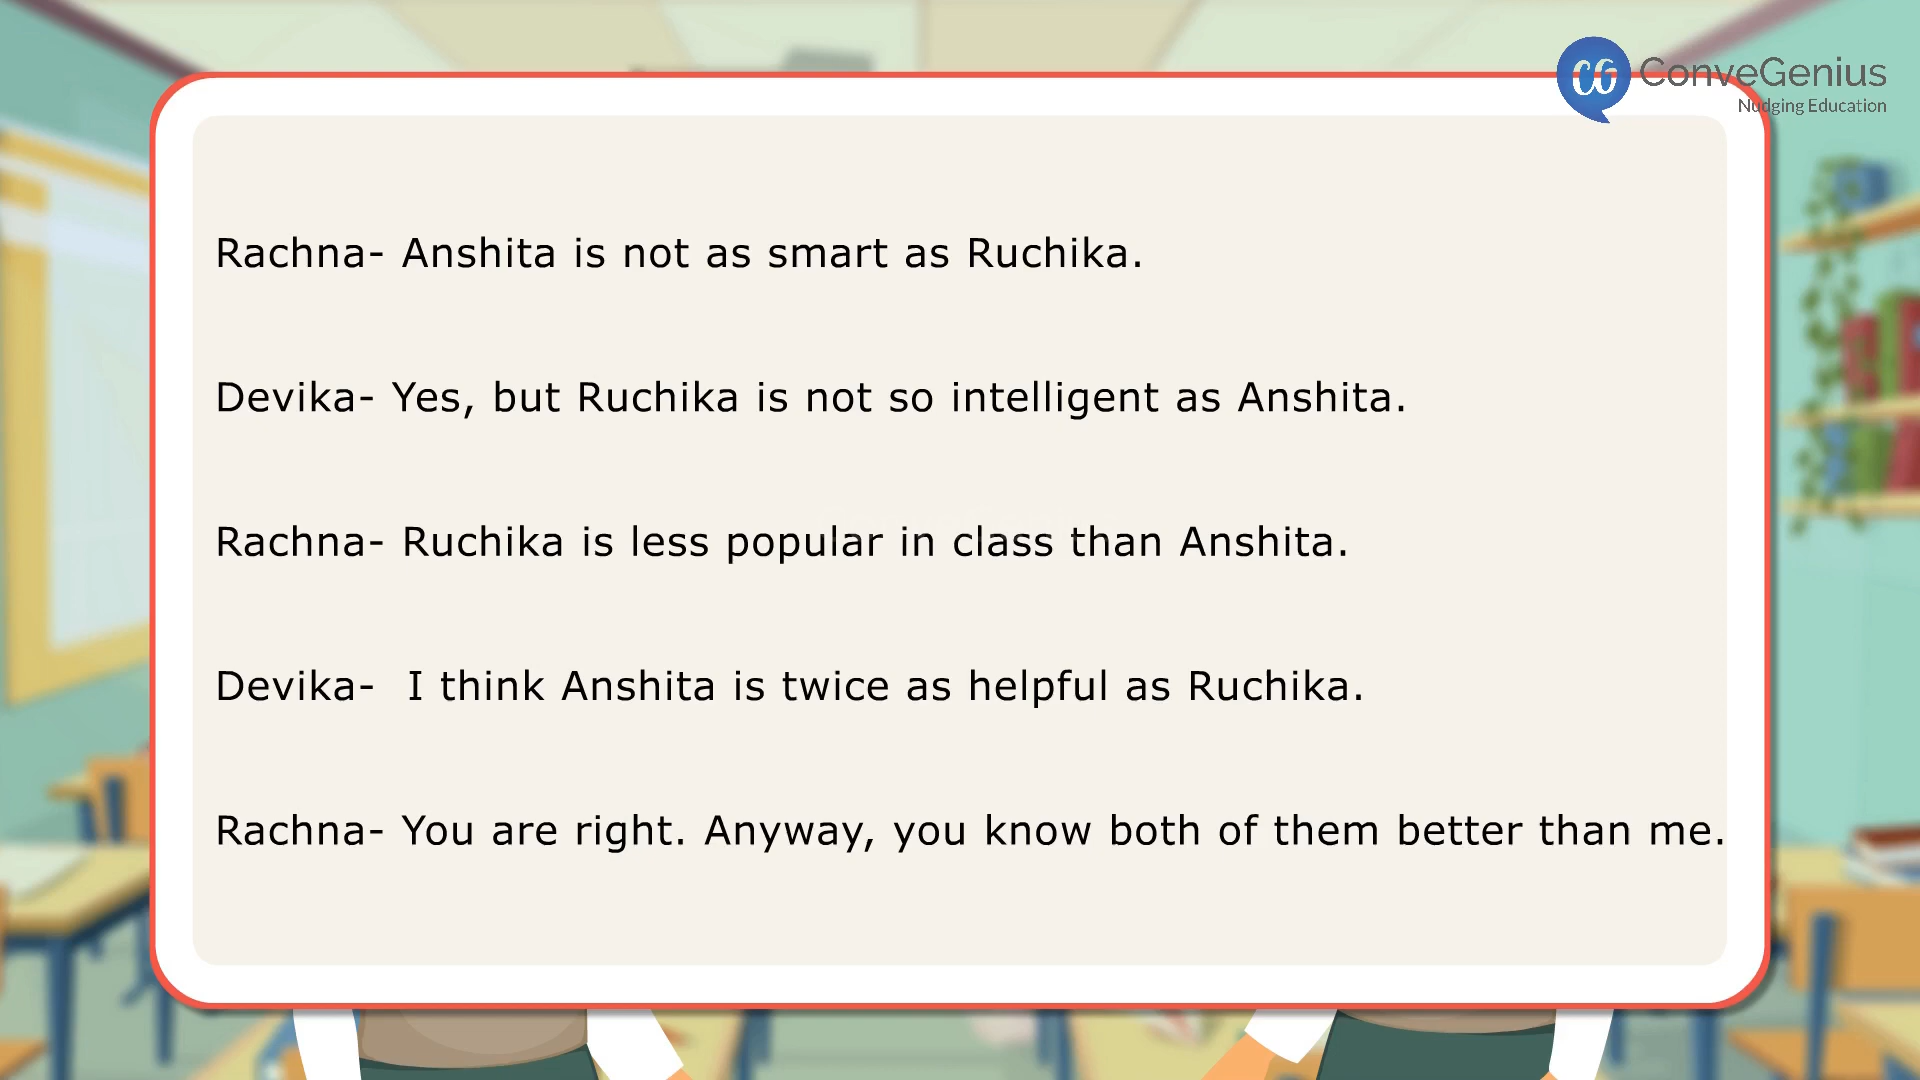 ConveGenius
Nudging Education
Rachna- Anshita is not as smart as Ruchika.
Devika- Yes, but Ruchika is not so intelligent as Anshita.
Rachna- Ruchika is less popular in class than Anshita.
Devika-  I think Anshita is twice as helpful as Ruchika.
Rachna- You are right. Anyway, you know both of them better than me.